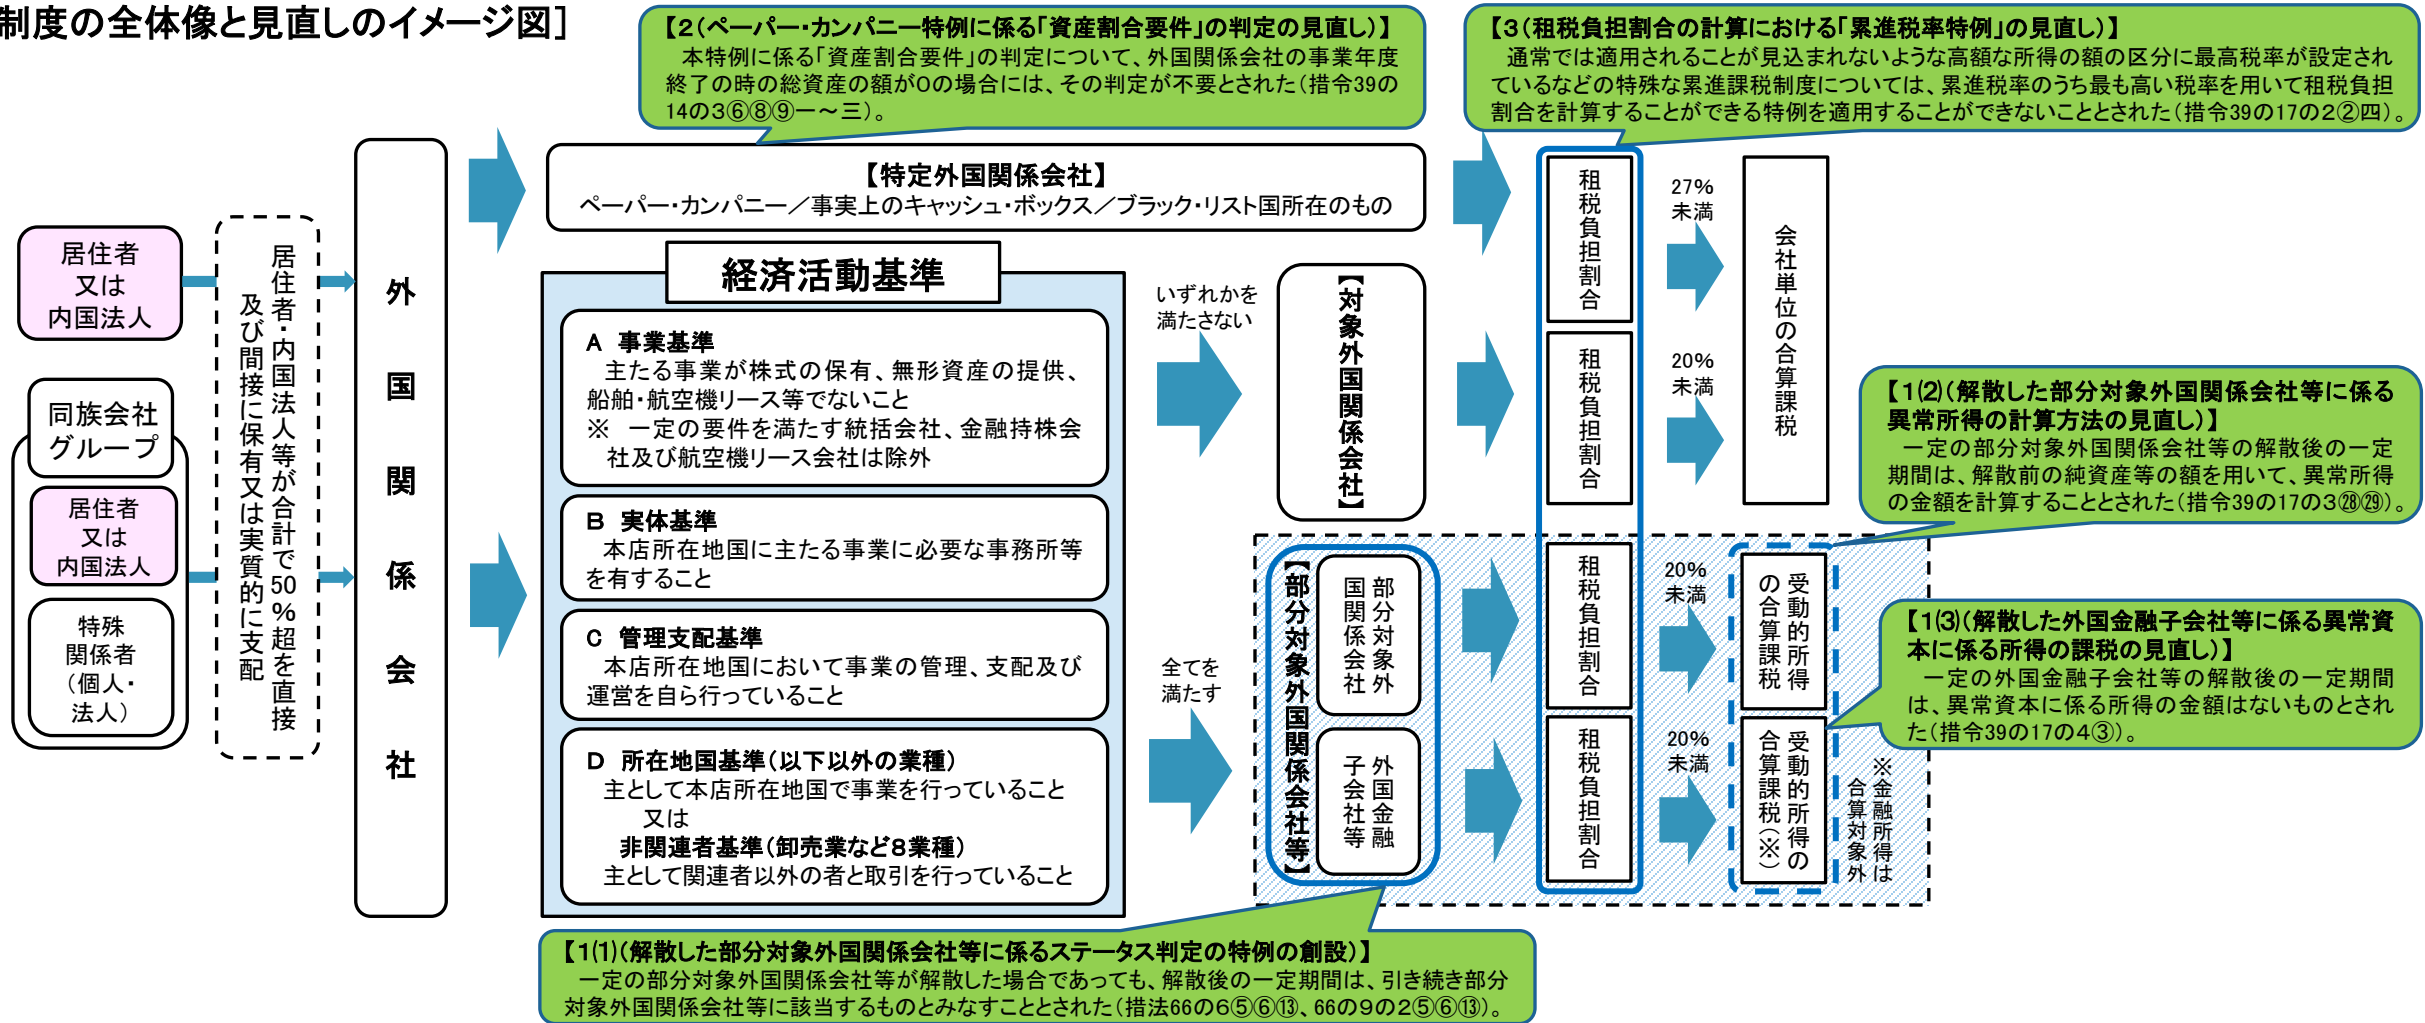 制度の全体像と見直しのイメージ図]
【2(ペーパー・カンパニー特例に係る「資産割合要件」の判定の見直し)】
本特例に係る「資産割合要件」の判定について、外国関係会社の事業年度
終了の時の総資産の額が0の場合には、その判定が不要とされた(措令39の
14の3⑥⑧⑨一～三)。
【3(租税負担割合の計算における「累進税率特例」の見直し)】
通常では適用されることが見込まれないような高額な所得の額の区分に最高税率が設定され
ているなどの特殊な累進課税制度については、累進税率のうち最も高い税率を用いて租税負担
割合を計算することができる特例を適用することができないこととされた(措令39の17の2②四)。
居住者
又は
内国法人
同族会社
グループ
居住者
又は
内国法人
特殊
関係者
(個人・
法人)
居住者・内国法人等が合計で50%超を直接
及び間接に保有又は実質的に支配
外国関係会社
【特定外国関係会社】
ペーパー・カンパニー/事実上のキャッシュ・ボックス/ブラック・リスト国所在のもの
経済活動基準
A 事業基準
主たる事業が株式の保有、無形資産の提供、
船舶・航空機リース等でないこと
※ 一定の要件を満たす統括会社、金融持株会
社及び航空機リース会社は除外
B 実体基準
本店所在地国に主たる事業に必要な事務所等
を有すること
C 管理支配基準
本店所在地国において事業の管理、支配及び
運営を自ら行っていること
D 所在地国基準(以下以外の業種)
主として本店所在地国で事業を行っていること
又は
非関連者基準(卸売業など8業種)
主として関連者以外の者と取引を行っていること
いずれかを
満たさない
全てを
満たす
【対象外国関係会社】
【部分対象外国関係会社等】
部分対象外
国関係会社
外国金融
子会社等
租税負担割合
租税負担割合
租税負担割合
租税負担割合
27%
未満
20%
未満
20%
未満
20%
未満
会社単位の合算課税
受動的所得
の合算課税
受動的所得の
合算課税(※)
※金融所得は
合算対象外
【1⑵(解散した部分対象外国関係会社等に係る
異常所得の計算方法の見直し)】
一定の部分対象外国関係会社等の解散後の一定
期間は、解散前の純資産等の額を用いて、異常所得
の金額を計算することとされた(措令39の17の3㉘㉙)。
【1⑶(解散した外国金融子会社等に係る異常資
本に係る所得の課税の見直し)】
一定の外国金融子会社等の解散後の一定期間
は、異常資本に係る所得の金額はないものとされ
た(措令39の17の4③)。
【1⑴(解散した部分対象外国関係会社等に係るステータス判定の特例の創設)】
一定の部分対象外国関係会社等が解散した場合であっても、解散後の一定期間は、引き続き部分
対象外国関係会社等に該当するものとみなすこととされた(措法66の6⑤⑥⑬、66の9の2⑤⑥⑬)。